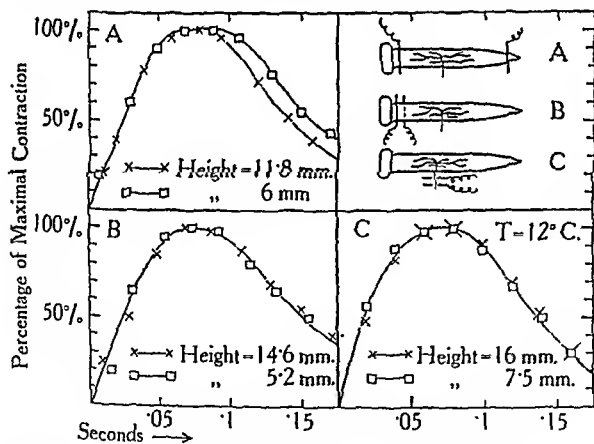 100%
50%
A
Height=11·8 mm.
„ 6 mm
A
B
C
Percentage of Maximal Contraction
100%
50%
B
Height=14·6 mm.
„ 5·2 mm.
C
T=12° C.
Height=16 mm.
„ 7·5 mm.
·05 ·1 ·15
·05 ·1 ·15
Seconds →